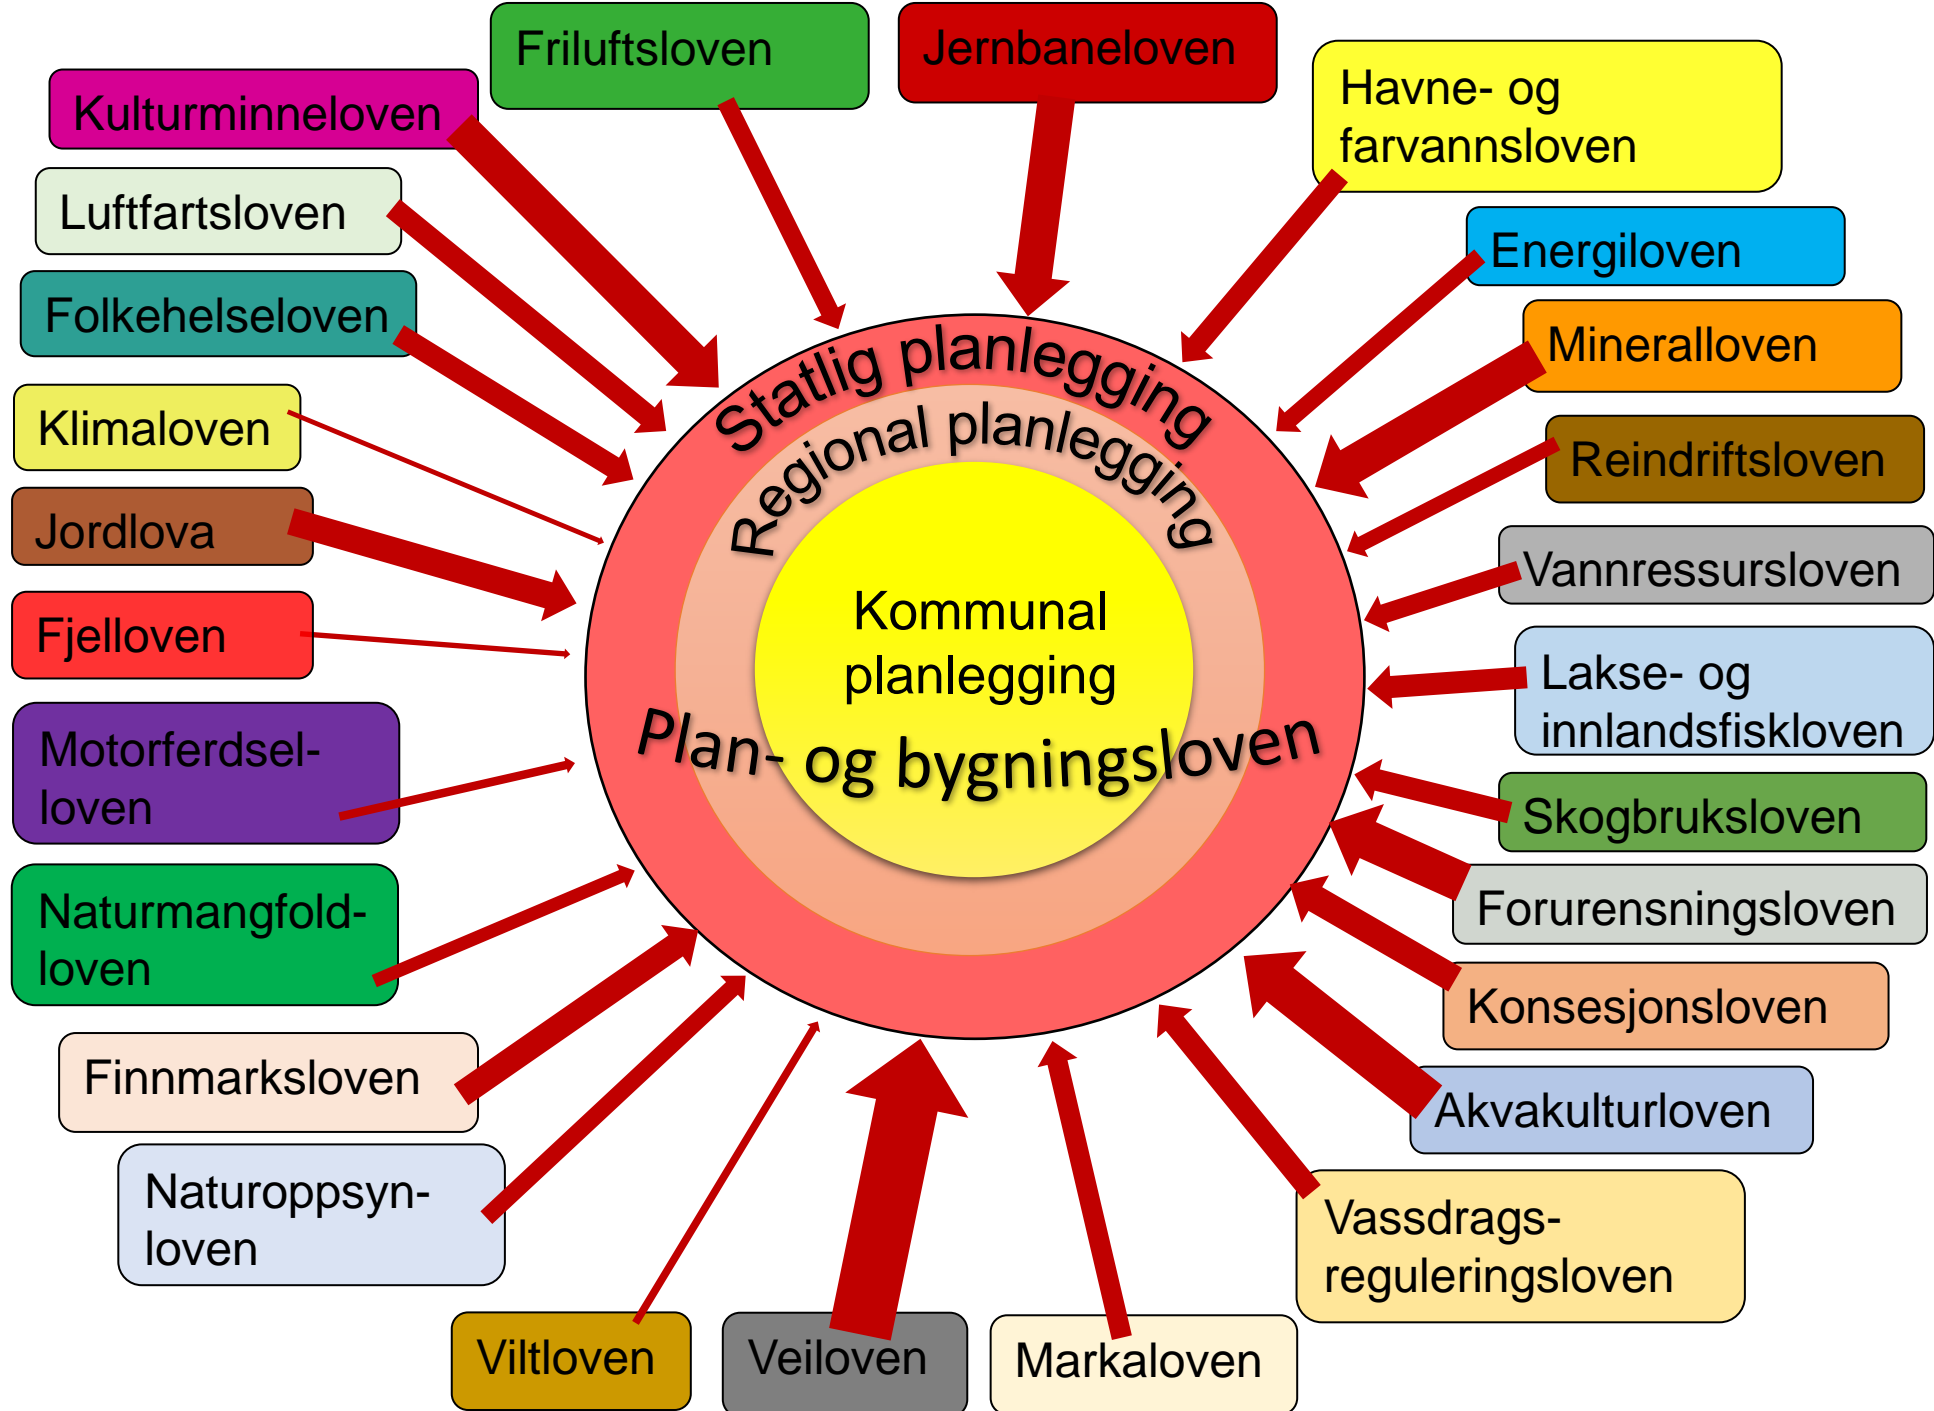 Friluftsloven
Jernbaneloven
Havne- og
farvannsloven
Kulturminneloven
Luftfartsloven
Energiloven
Folkehelseloven
Mineralloven
Statlig planlegging
Regional planlegging
Klimaloven
Reindriftsloven
Jordlova
Vannressursloven
Kommunal
planlegging
Plan- og bygningsloven
Fjelloven
Lakse- og
innlandsfiskloven
Motorferdsel-
loven
Skogbruksloven
Naturmangfold-
loven
Forurensningsloven
Konsesjonsloven
Finnmarksloven
Akvakulturloven
Naturoppsyn-
loven
Vassdrags-
reguleringsloven
Viltloven
Veiloven
Markaloven